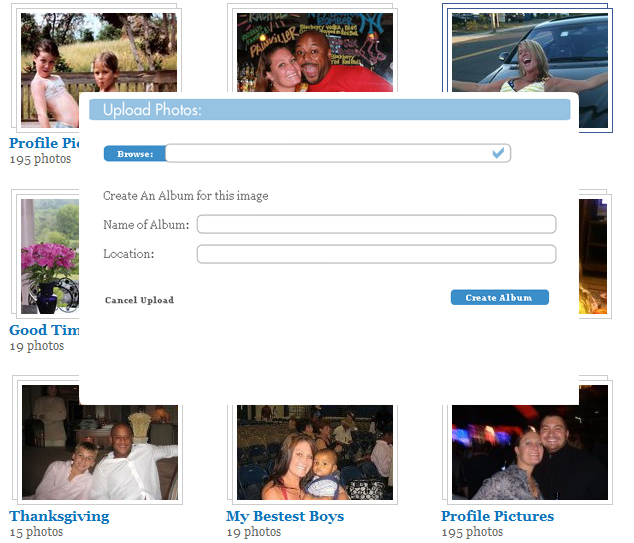 Upload Photos:
Profile Pic
195 photos
Browse:
Create An Album for this image
Name of Album:
Location:
Cancel Upload
Create Album
Good Tim
19 photos
Thanksgiving
15 photos
My Bestest Boys
19 photos
Profile Pictures
195 photos